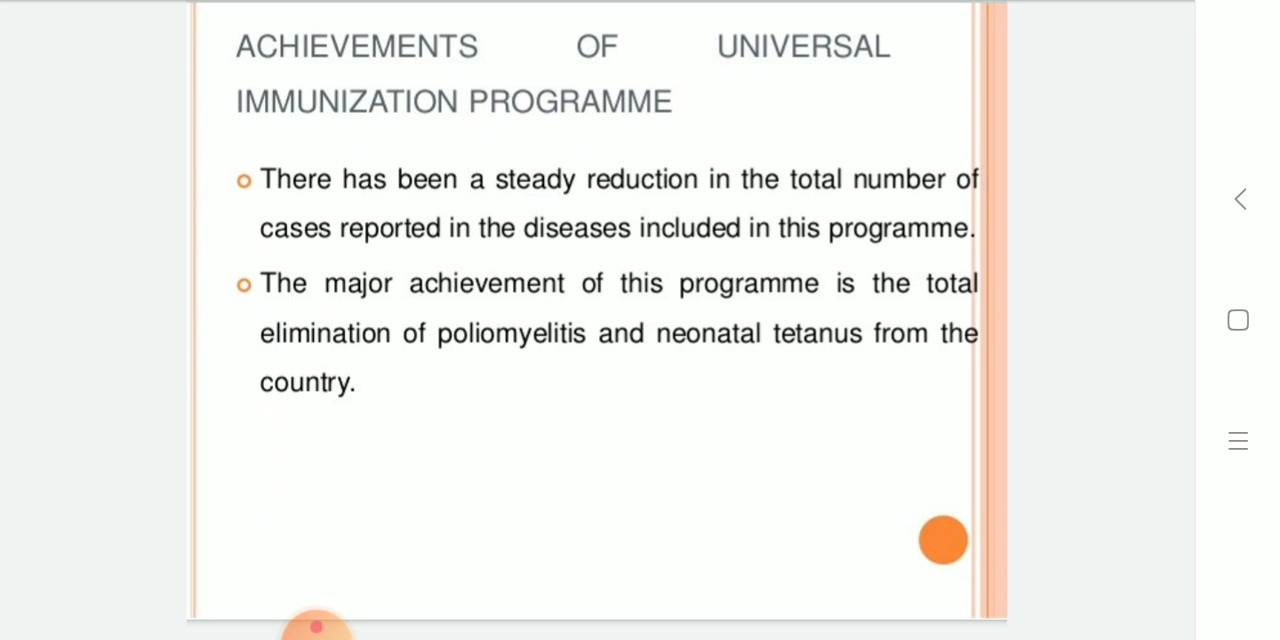 ACHIEVEMENTS OF UNIVERSAL
IMMUNIZATION PROGRAMME
There has been a steady reduction in the total number of
cases reported in the diseases included in this programme.
The major achievement of this programme is the total
elimination of poliomyelitis and neonatal tetanus from the
country.